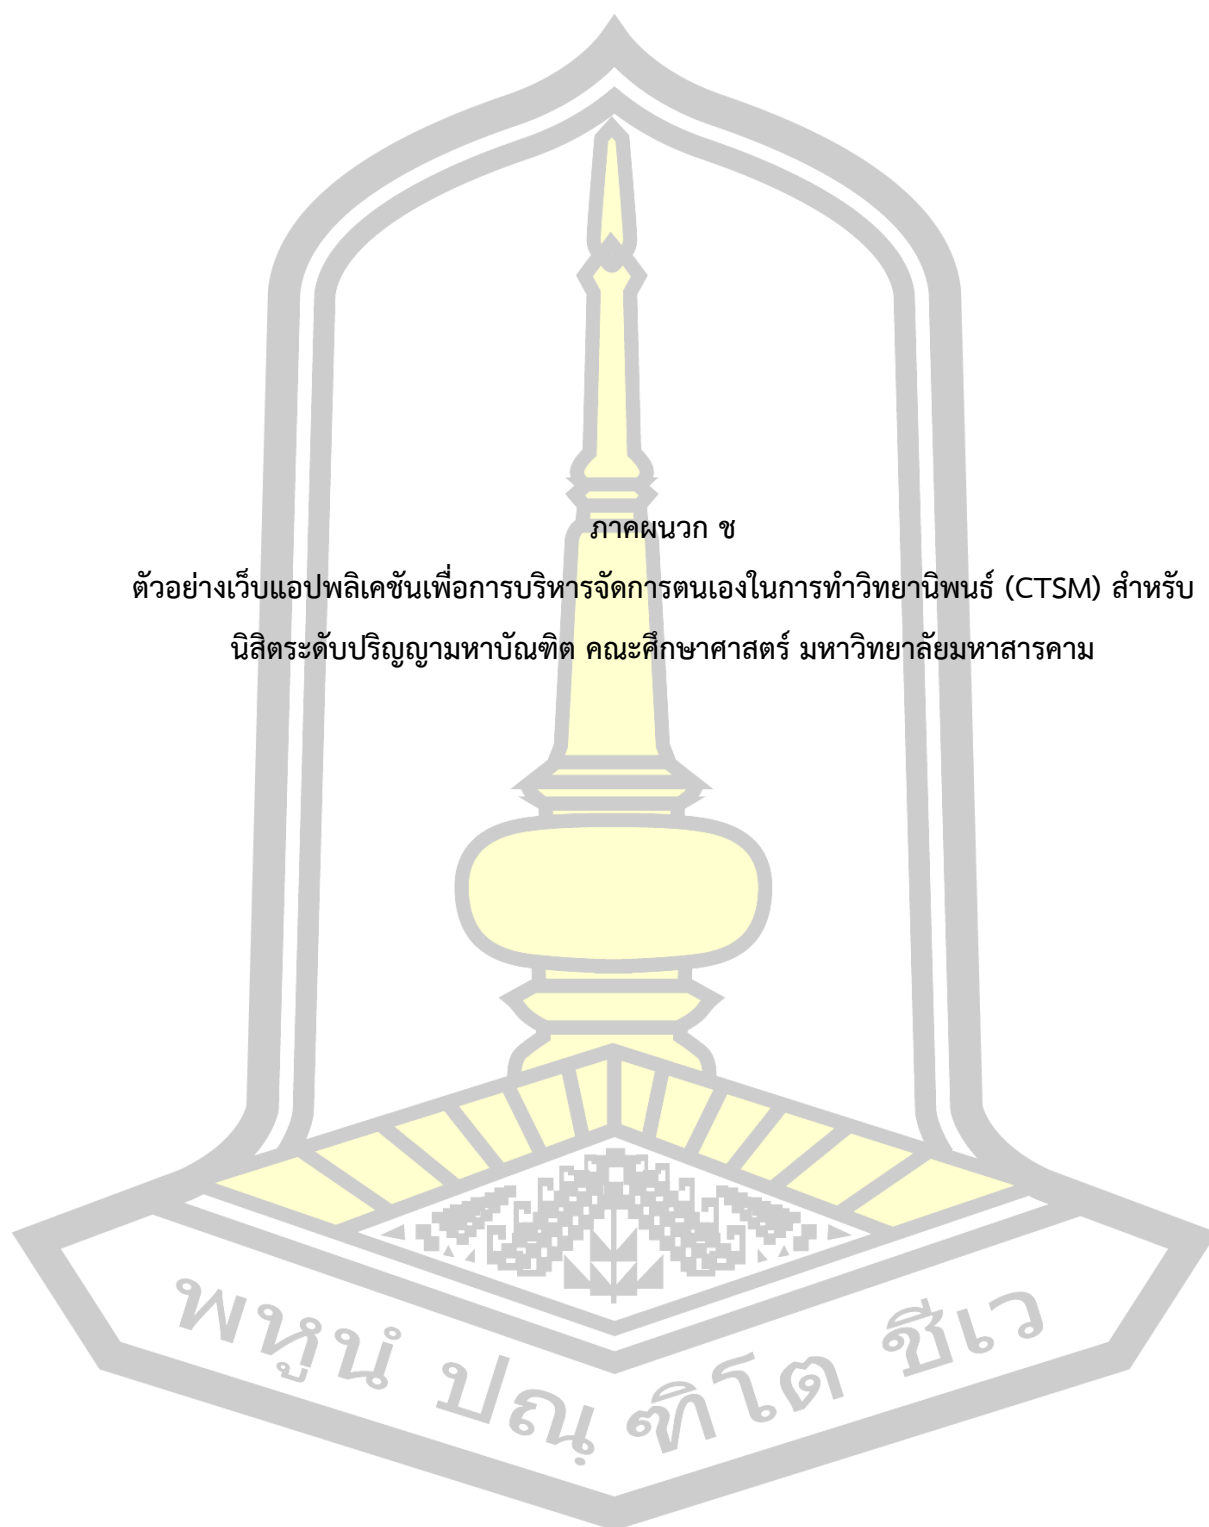 ภาคผนวก ช
ตัวอย่างเว็บแอปพลิเคชันเพื่อการบริหารจัดการตนเองในการทำวิทยานิพนธ์ (CTSM) สำหรับ
นิสิตระดับปริญญามหาบัณฑิต คณะศึกษาศาสตร์ มหาวิทยาลัยมหาสารคาม
พหูนํ ปณฺ ฑิโต ชีเว